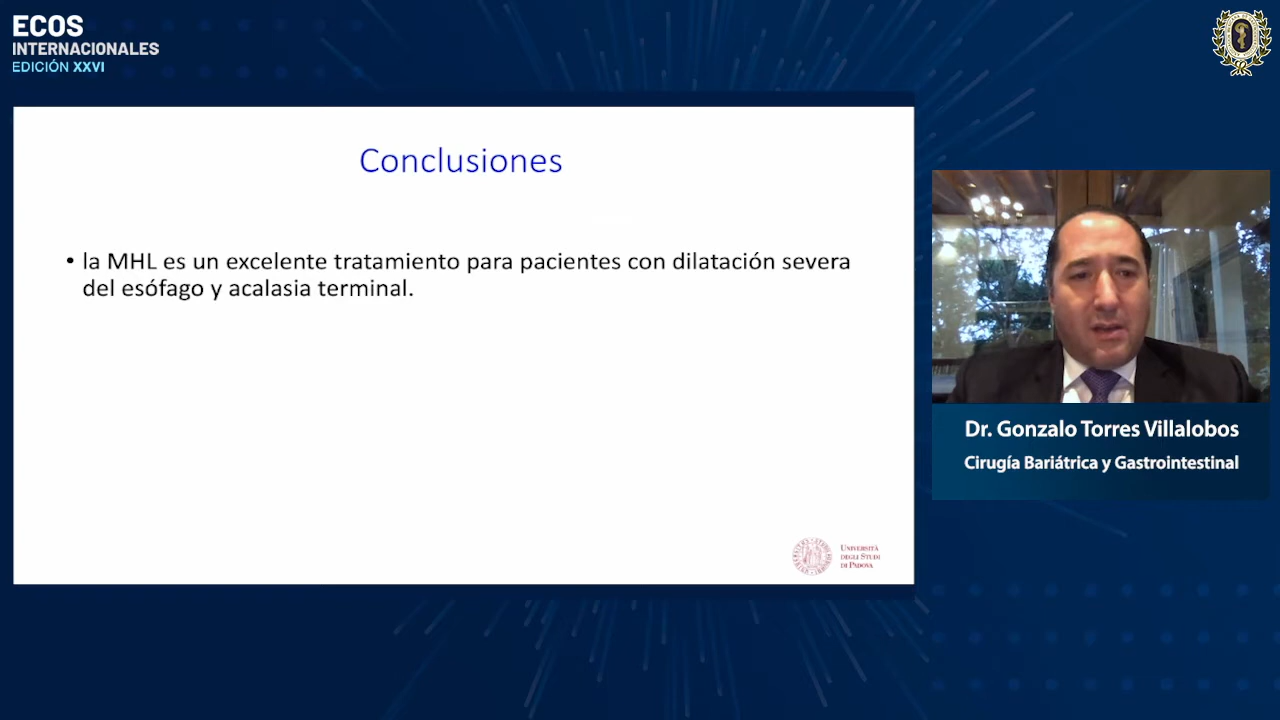 ECOS
INTERNACIONALES
EDICIÓN XXVI
Conclusiones
• la MHL es un excelente tratamiento para pacientes con dilatación severa
del esófago y acalasia terminal.
UNIVERSITÀ
DEGLI STUDI
DI PADOVA
Dr. Gonzalo Torres Villalobos
Cirugía Bariátrica y Gastrointestinal